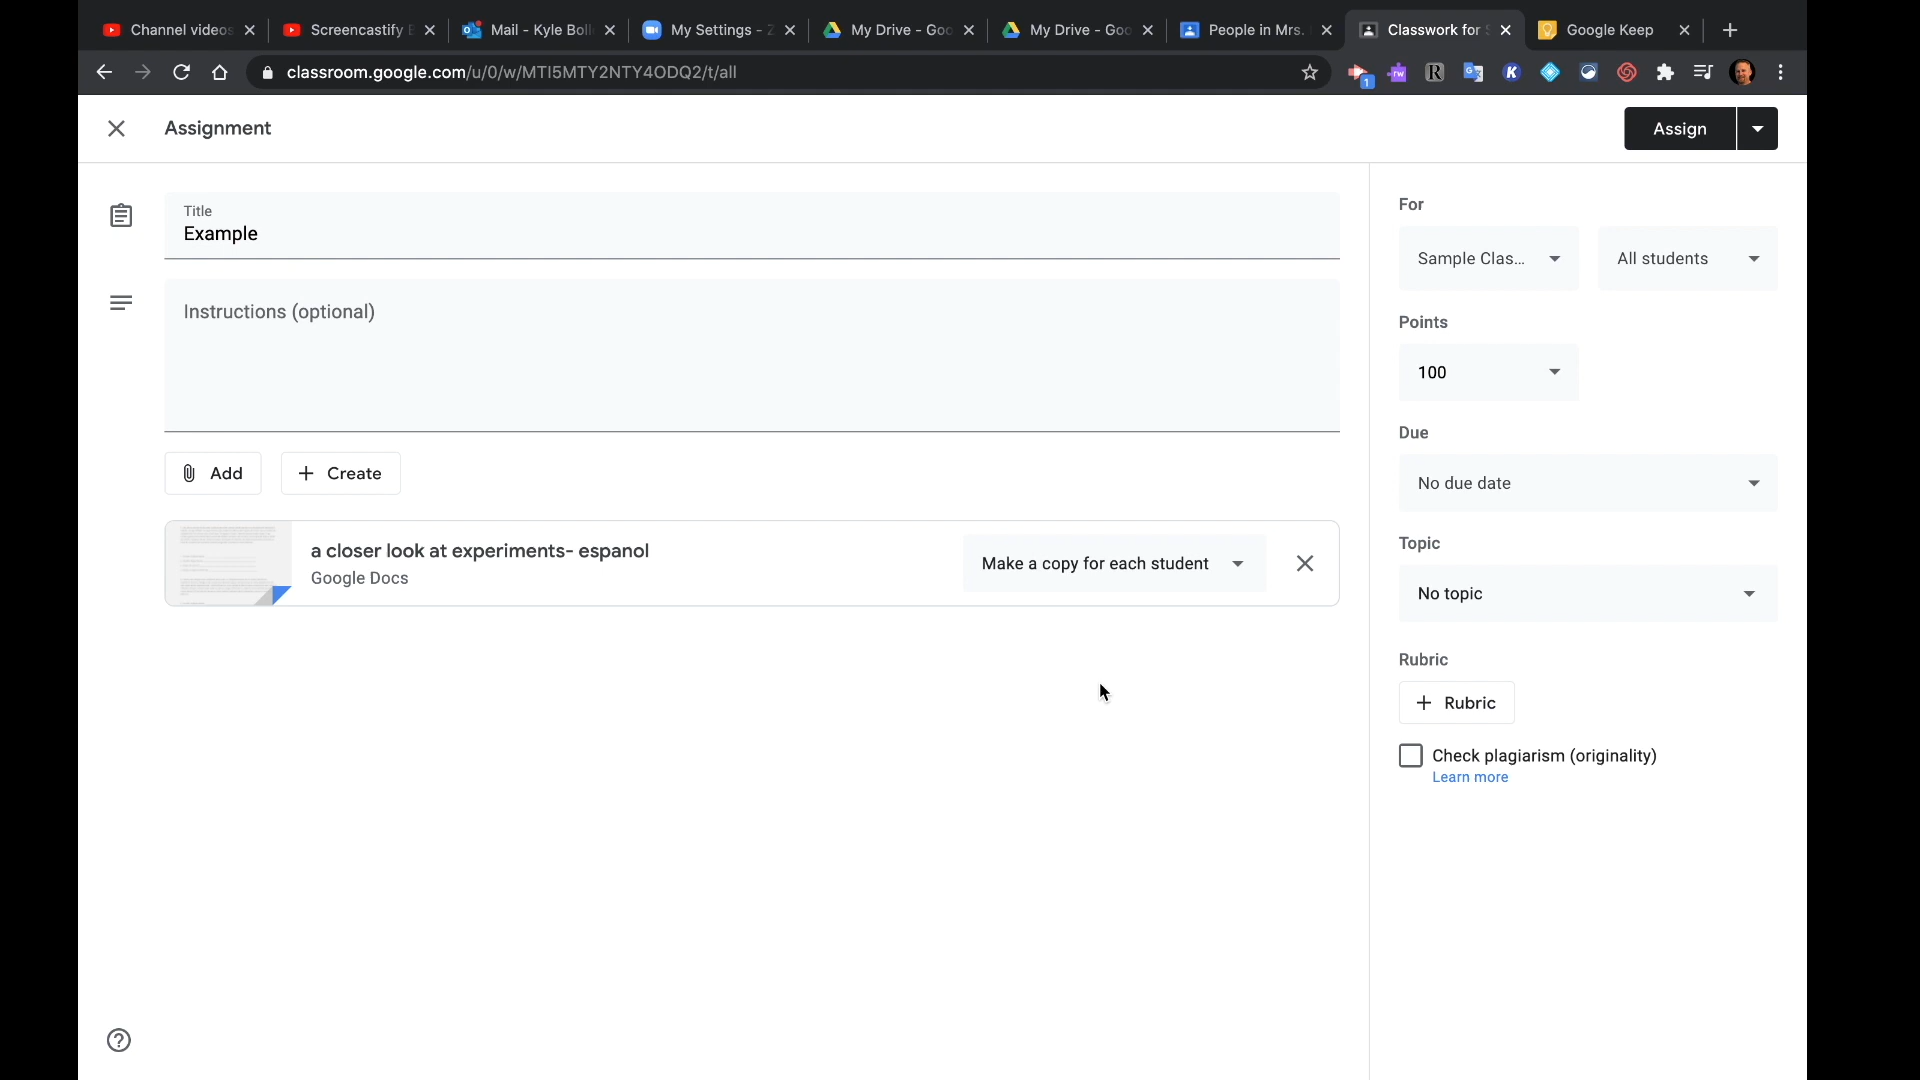 Channel videos
Screencastify
Mail - Kyle Boll
My Settings - Z
My Drive - Goo
My Drive - Goo
People in Mrs.
Classwork for S
Google Keep
classroom.google.com/u/0/w/MTI5MTY2NTY4ODQ2/t/all
1
rw
R
K
Assignment
Assign
Title
Example
Instructions (optional)
Add
Create
a closer look at experiments- espanol
Google Docs
Make a copy for each student
For
Sample Clas...
All students
Points
100
Due
No due date
Topic
No topic
Rubric
Rubric
Check plagiarism (originality)
Learn more